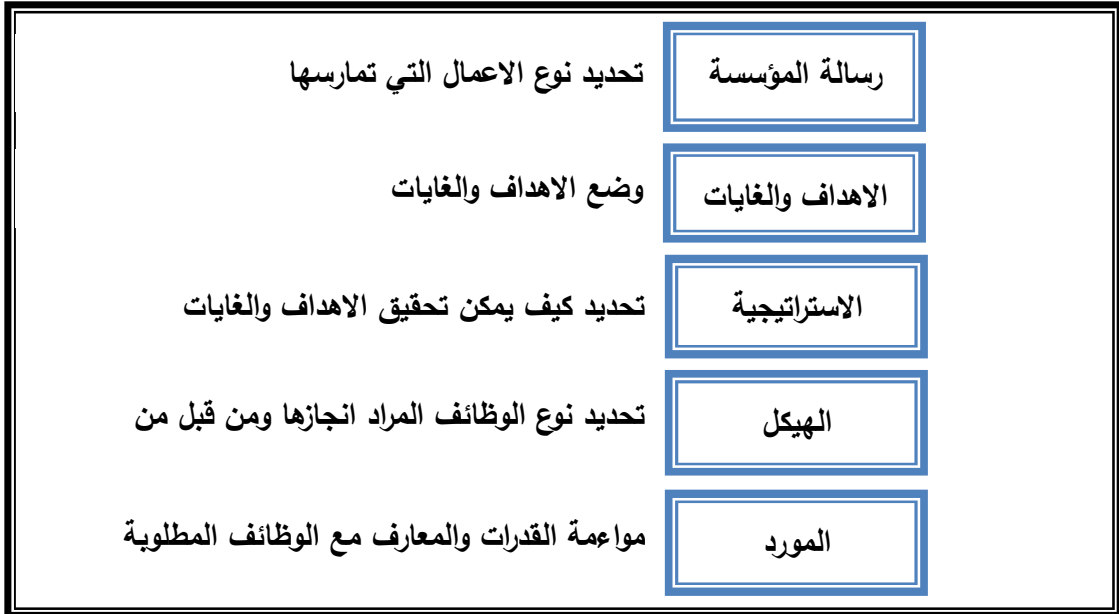 رسالة المؤسسة
تحديد نوع الاعمال التي تمارسها
الاهداف والغايات
وضع الاهداف والغايات
الاستراتيجية
تحديد كيف يمكن تحقيق الاهداف والغايات
الهيكل
تحديد نوع الوظائف المراد انجازها ومن قبل من
المورد
مواءمة القدرات والمعارف مع الوظائف المطلوبة